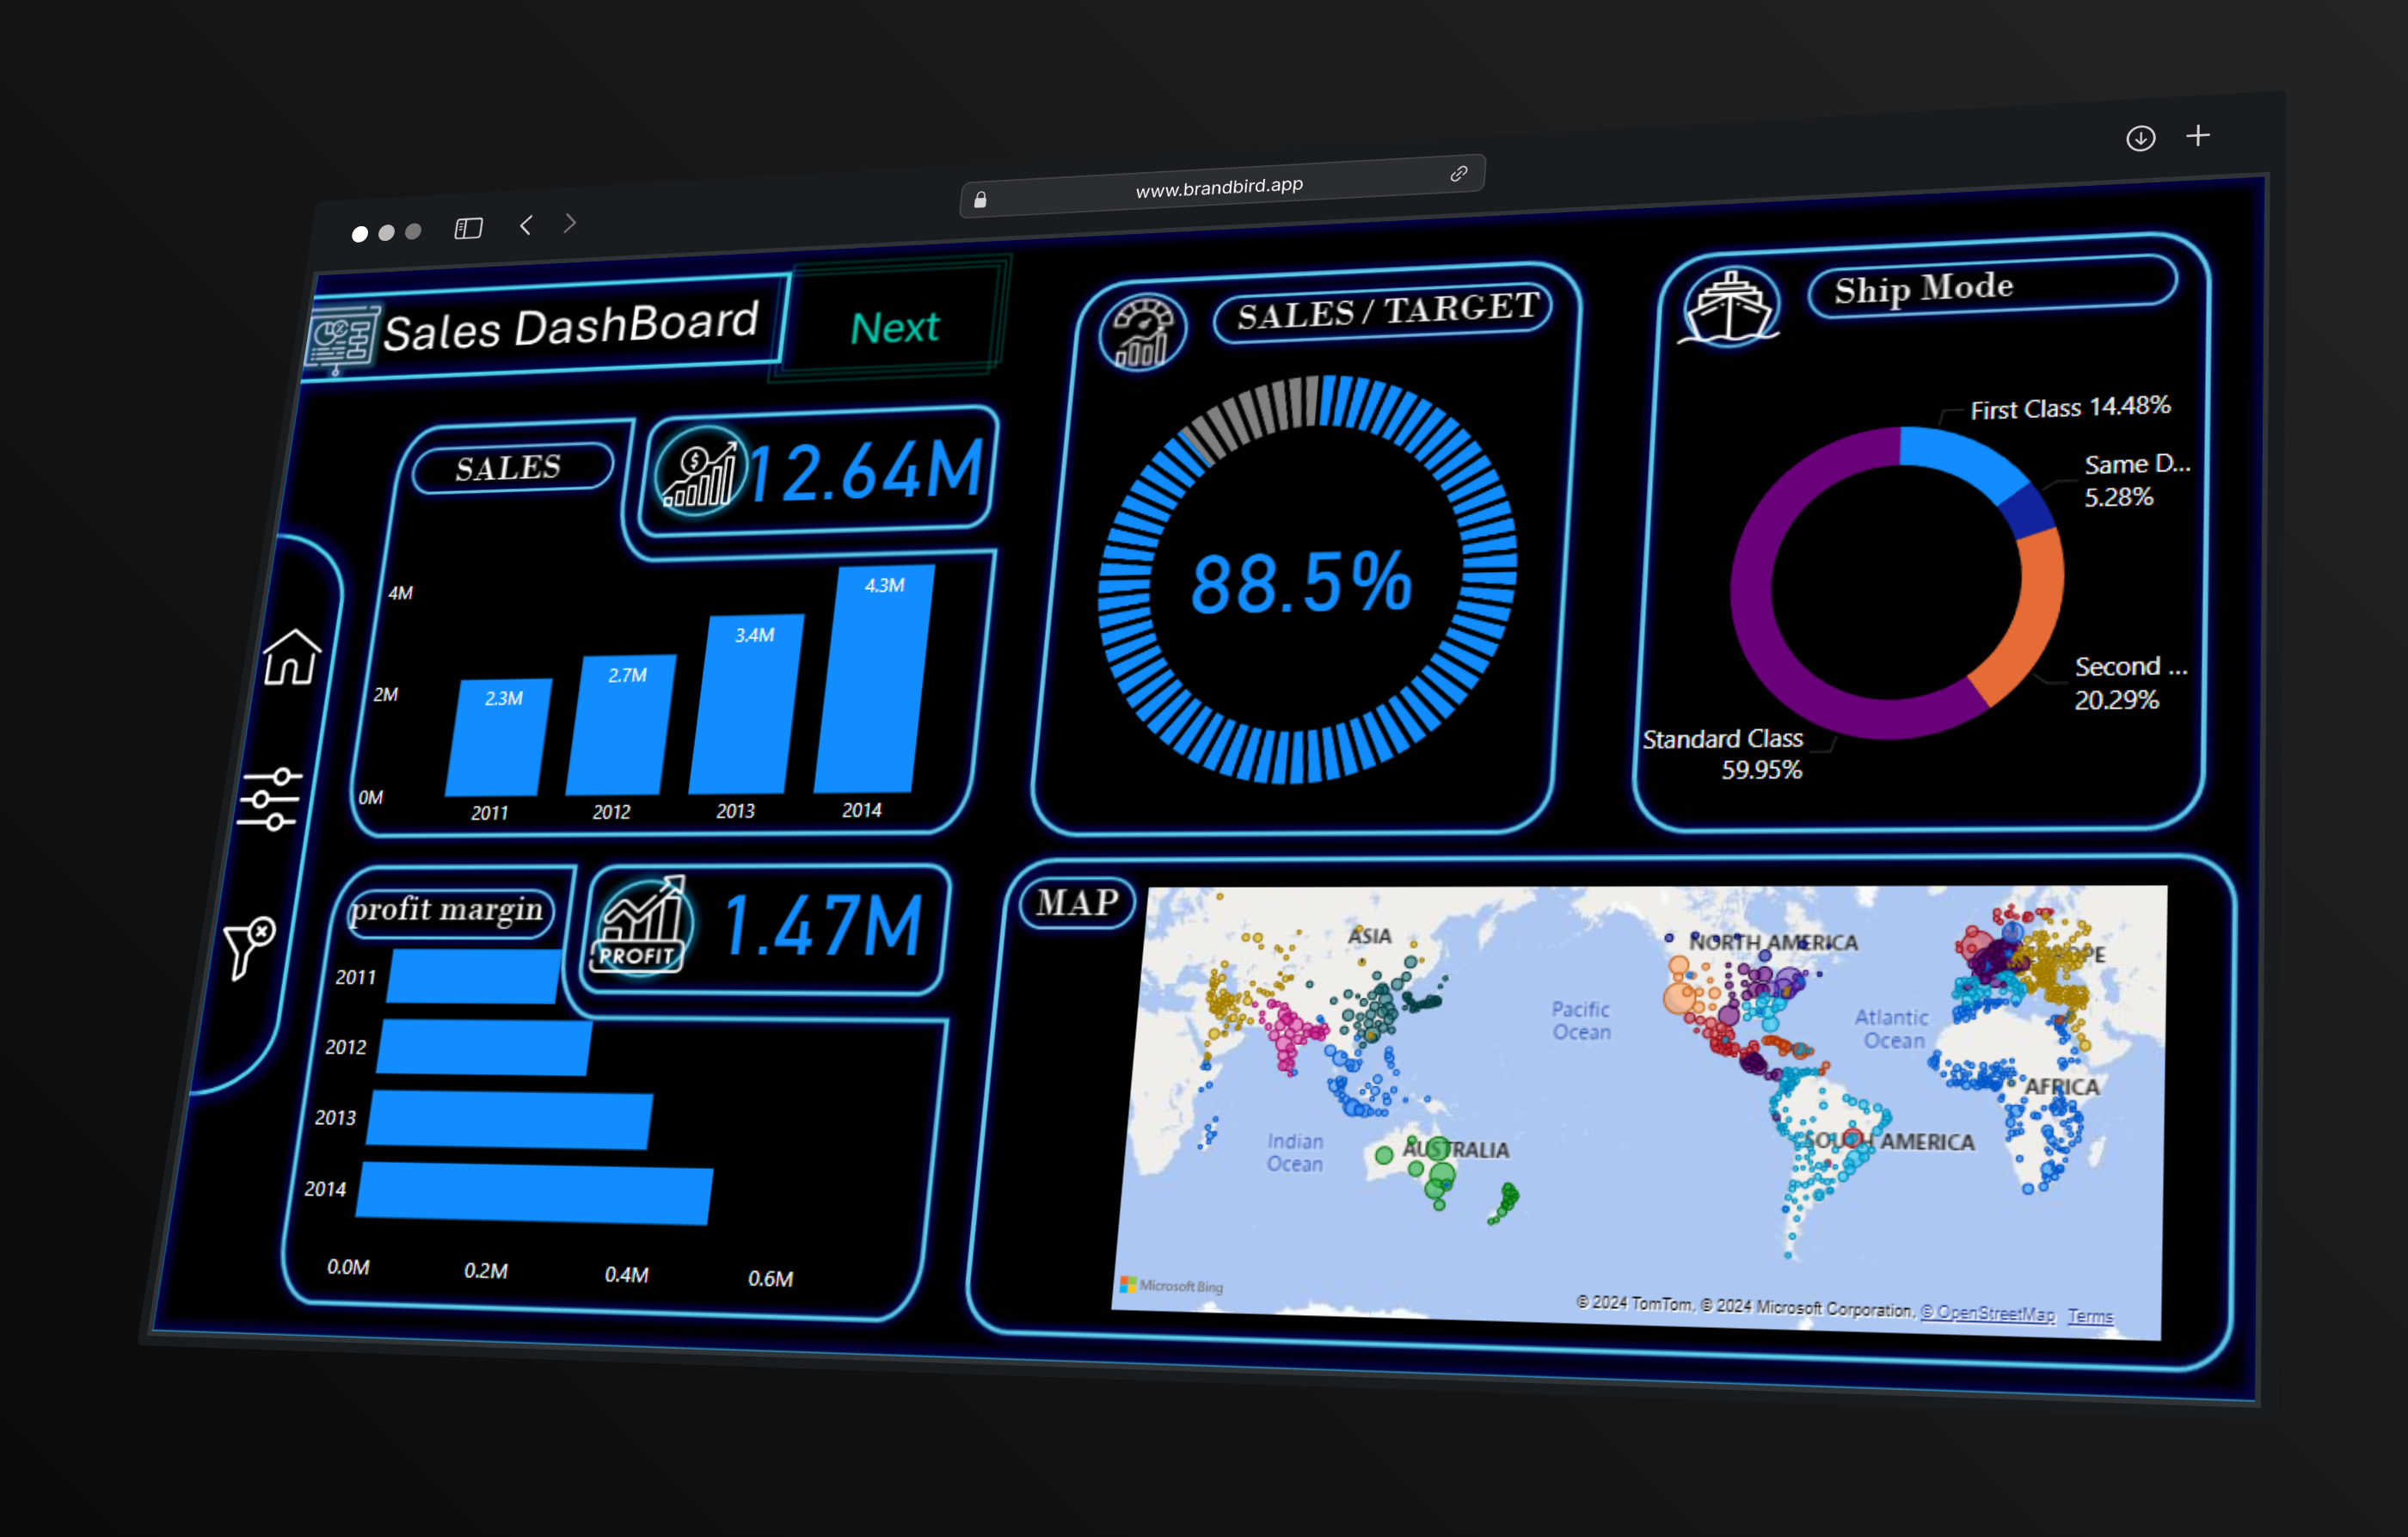 www.brandbird.app
Sales DashBoard
Next
SALES
12.64M
4M
2M
0M
2.3M
2.7M
3.4M
4.3M
2011
2012
2013
2014
SALES / TARGET
88.5%
Ship Mode
First Class 14.48%
Same D...
5.28%
Second ...
20.29%
Standard Class
59.95%
profit margin
PROFIT
1.47M
2011
2012
2013
2014
0.0M
0.2M
0.4M
0.6M
MAP
ASIA
NORTH AMERICA
Pacific
Ocean
Atlantic
Ocean
AFRICA
Indian
Ocean
AUSTRALIA
SOUTH AMERICA
Microsoft Bing
© 2024 TomTom, © 2024 Microsoft Corporation, © OpenStreetMap Terms